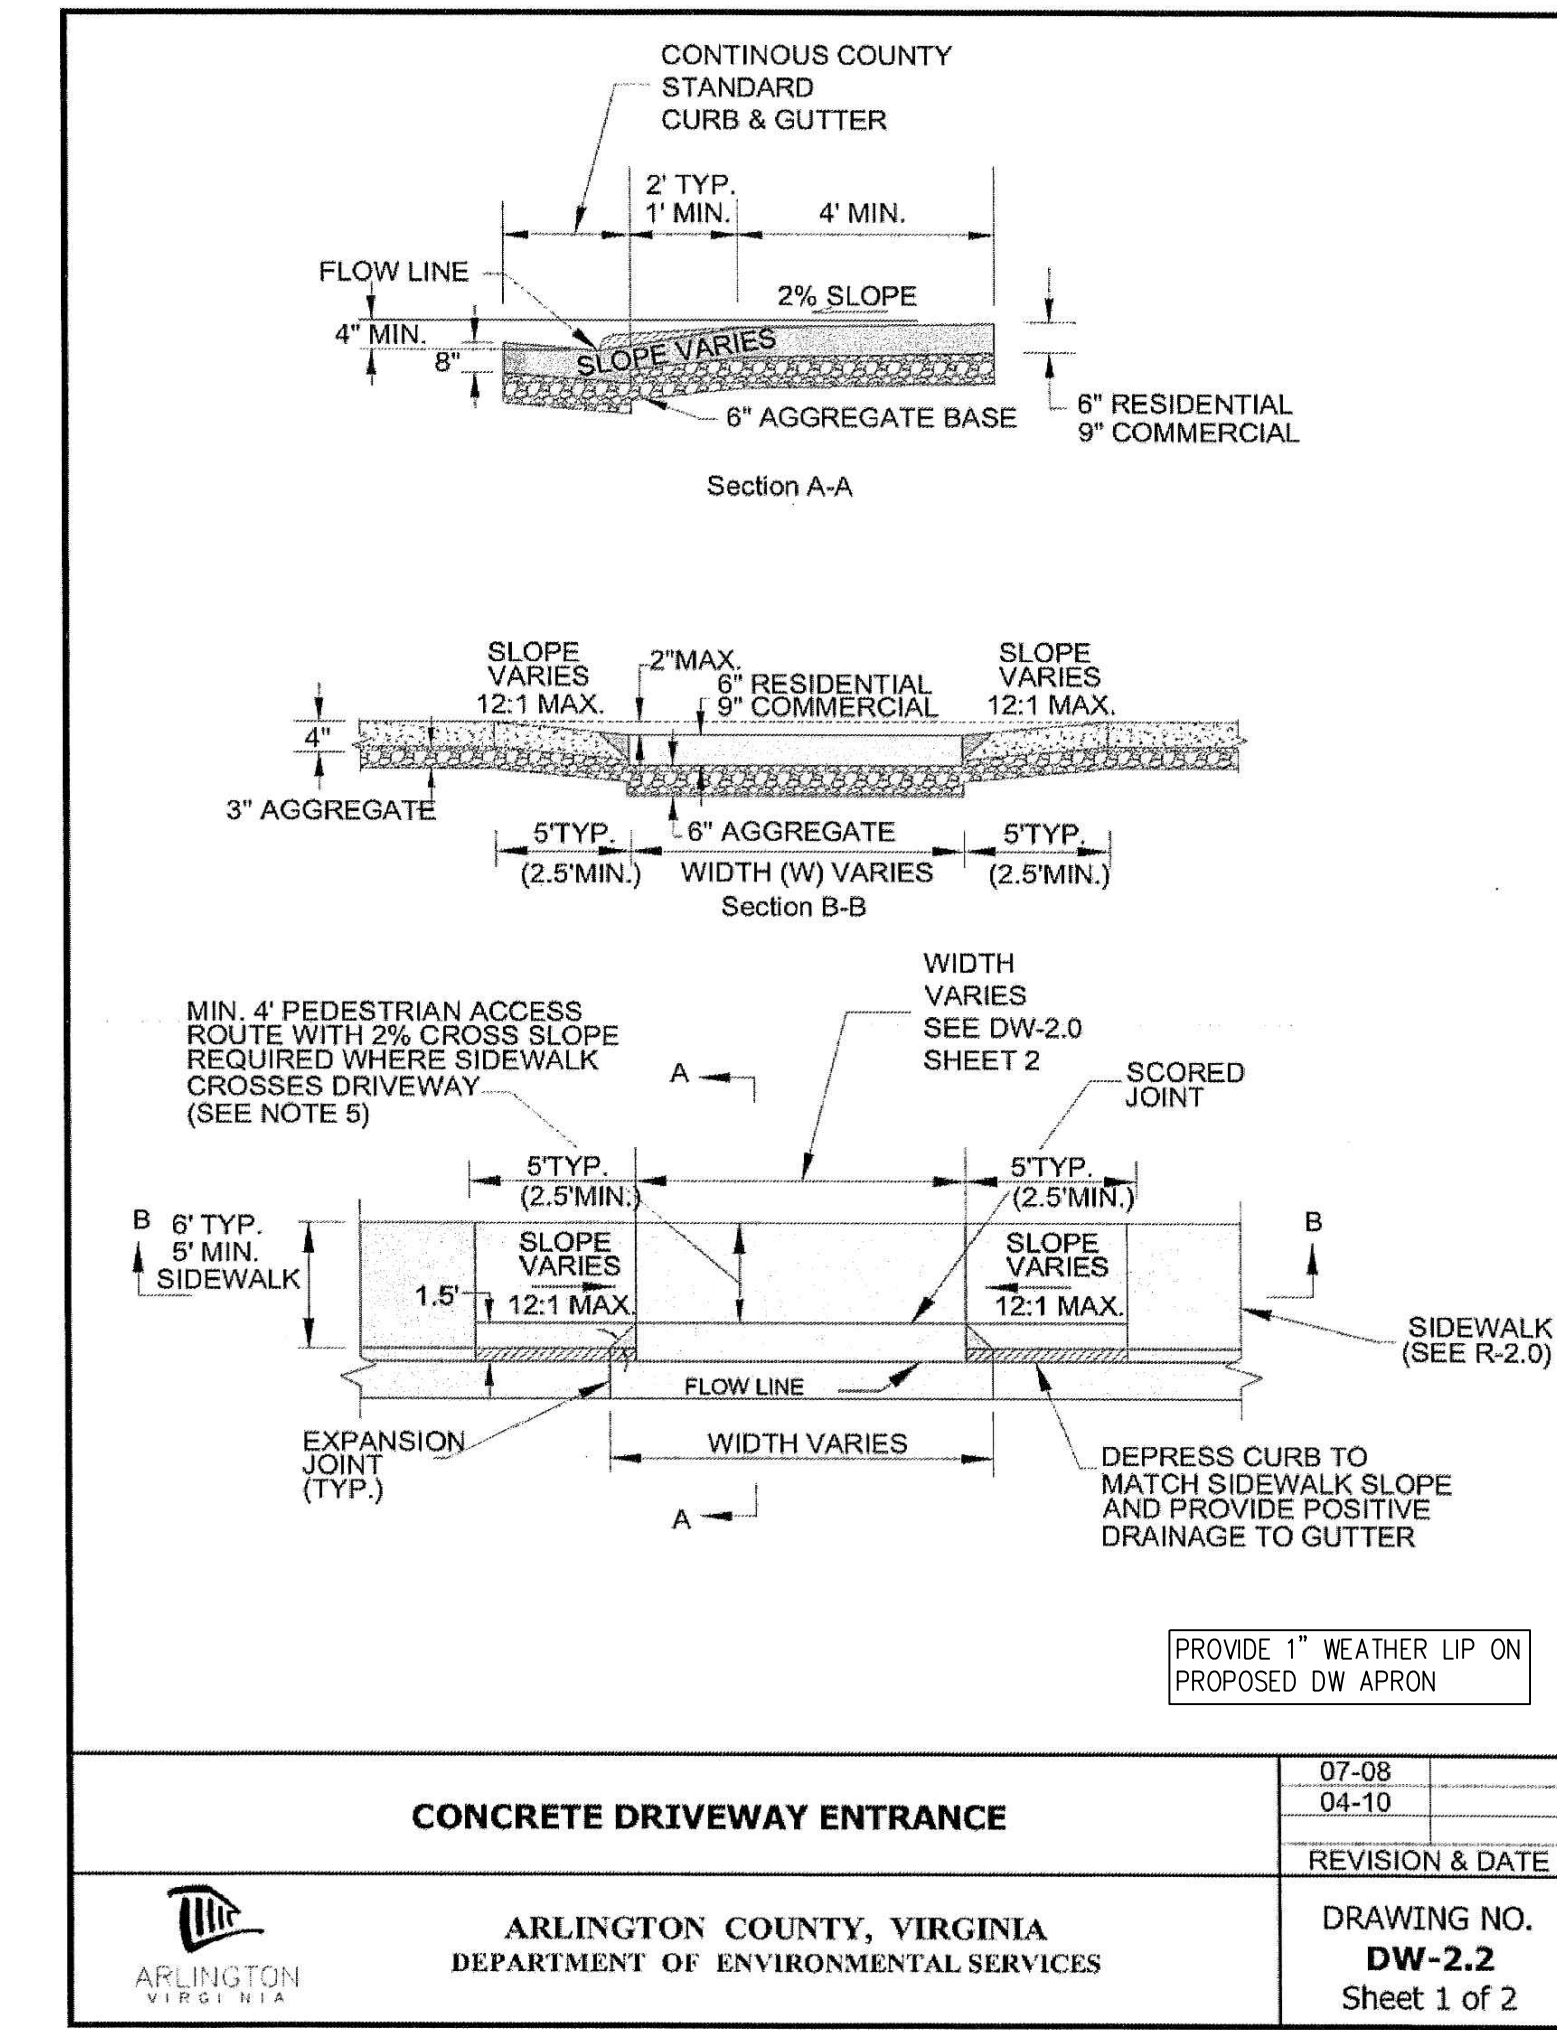 CONTINOUS COUNTY
STANDARD
CURB & GUTTER
2' TYP.
1' MIN.
4' MIN.
FLOW LINE
2% SLOPE
4" MIN.
8"
SLOPE VARIES
6" AGGREGATE BASE
6" RESIDENTIAL
9" COMMERCIAL
Section A-A
SLOPE
VARIES
12:1 MAX.
2"MAX.
6" RESIDENTIAL
9" COMMERCIAL
SLOPE
VARIES
12:1 MAX.
4"
3" AGGREGATE
6" AGGREGATE
5'TYP.
(2.5'MIN.)
WIDTH (W) VARIES
5'TYP.
(2.5'MIN.)
Section B-B
WIDTH
VARIES
SEE DW-2.0
SHEET 2
MIN. 4' PEDESTRIAN ACCESS
ROUTE WITH 2% CROSS SLOPE
REQUIRED WHERE SIDEWALK
CROSSES DRIVEWAY
(SEE NOTE 5)
A
SCORED
JOINT
5'TYP.
(2.5'MIN.)
5'TYP.
(2.5'MIN.)
B
6' TYP.
5' MIN.
SIDEWALK
SLOPE
VARIES
12:1 MAX.
1.5'
SLOPE
VARIES
12:1 MAX.
B
SIDEWALK
(SEE R-2.0)
FLOW LINE
EXPANSION
JOINT
(TYP.)
WIDTH VARIES
A
DEPRESS CURB TO
MATCH SIDEWALK SLOPE
AND PROVIDE POSITIVE
DRAINAGE TO GUTTER
PROVIDE 1" WEATHER LIP ON
PROPOSED DW APRON
CONCRETE DRIVEWAY ENTRANCE
07-08
04-10
REVISION & DATE
ARLINGTON
VIRGINIA
ARLINGTON COUNTY, VIRGINIA
DEPARTMENT OF ENVIRONMENTAL SERVICES
DRAWING NO.
DW-2.2
Sheet 1 of 2